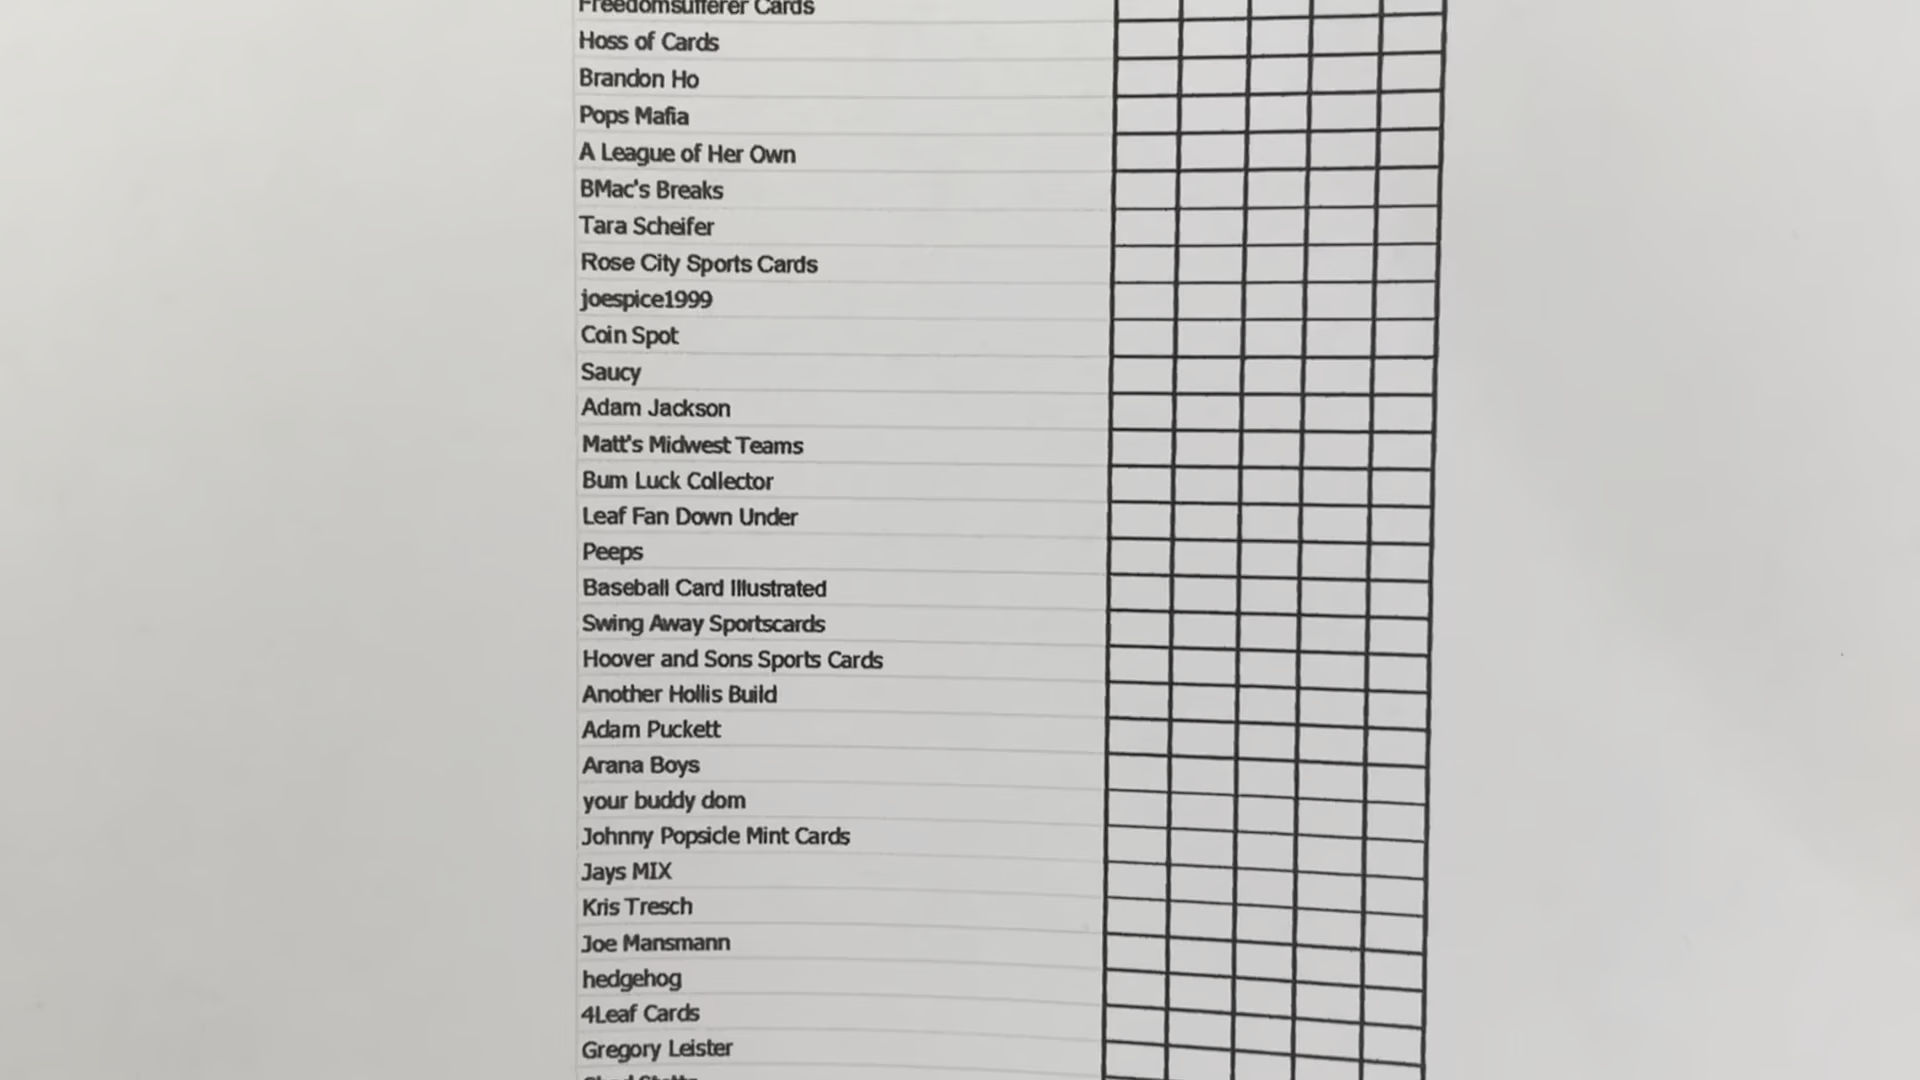 Freedomsufferer Cards
Hoss of Cards
Brandon Ho
Pops Mafia
A League of Her Own
BMac's Breaks
Tara Scheifer
Rose City Sports Cards
joespice1999
Coin Spot
Saucy
Adam Jackson
Matt's Midwest Teams
Bum Luck Collector
Leaf Fan Down Under
Peeps
Baseball Card Illustrated
Swing Away Sportscards
Hoover and Sons Sports Cards
Another Hollis Build
Adam Puckett
Arana Boys
your buddy dom
Johnny Popsicle Mint Cards
Jays MIX
Kris Tresch
Joe Mansmann
hedgehog
4Leaf Cards
Gregory Leister